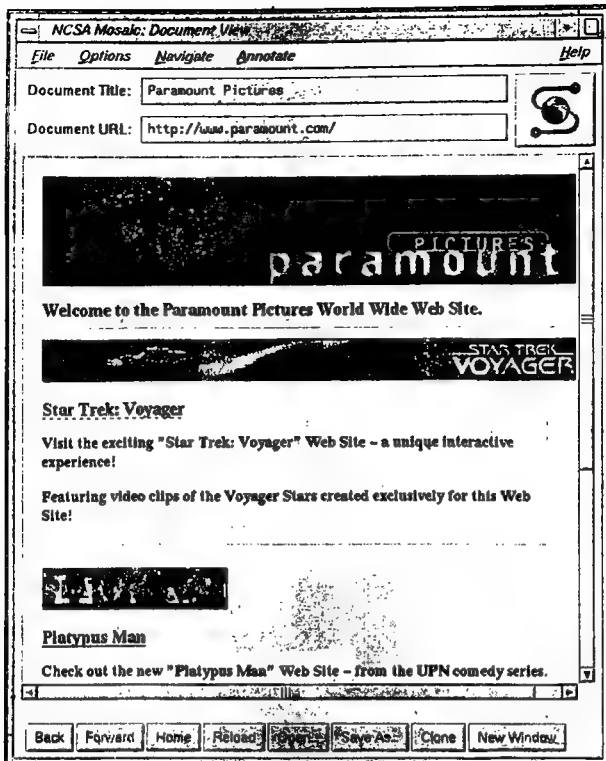 NCSA Mosaic: Document View
File Options Navigate Annotate Help
Document Title: Paramount Pictures
Document URL: http://www.paramount.com/
PICTURES
paramount
Welcome to the Paramount Pictures World Wide Web Site.
STAR TREK
VOYAGER
Star Trek: Voyager
Visit the exciting "Star Trek: Voyager" Web Site – a unique interactive
experience!
Featuring video clips of the Voyager Stars created exclusively for this Web
Site!
Platypus Man
Check out the new "Platypus Man" Web Site – from the UPN comedy series.
Back Forward Home Reload Open... Save As... Clone New Window